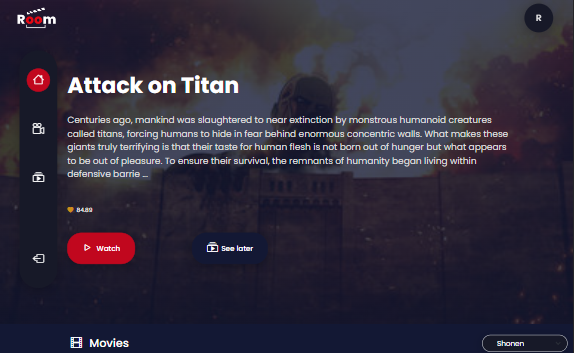 Room
R
Attack on Titan
Centuries ago, mankind was slaughtered to near extinction by monstrous humanoid creatures
called titans, forcing humans to hide in fear behind enormous concentric walls. What makes these
giants truly terrifying is that their taste for human flesh is not born out of hunger but what appears
to be out of pleasure. To ensure their survival, the remnants of humanity began living within
defensive barrie ...
84.89
Watch
See later
Movies
Shonen